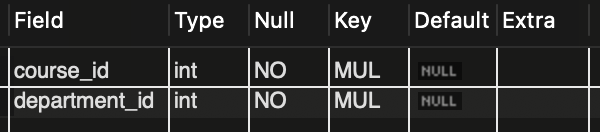 Field Type Null Key Default Extra
course_id int NO MUL NULL
department_id int NO MUL NULL